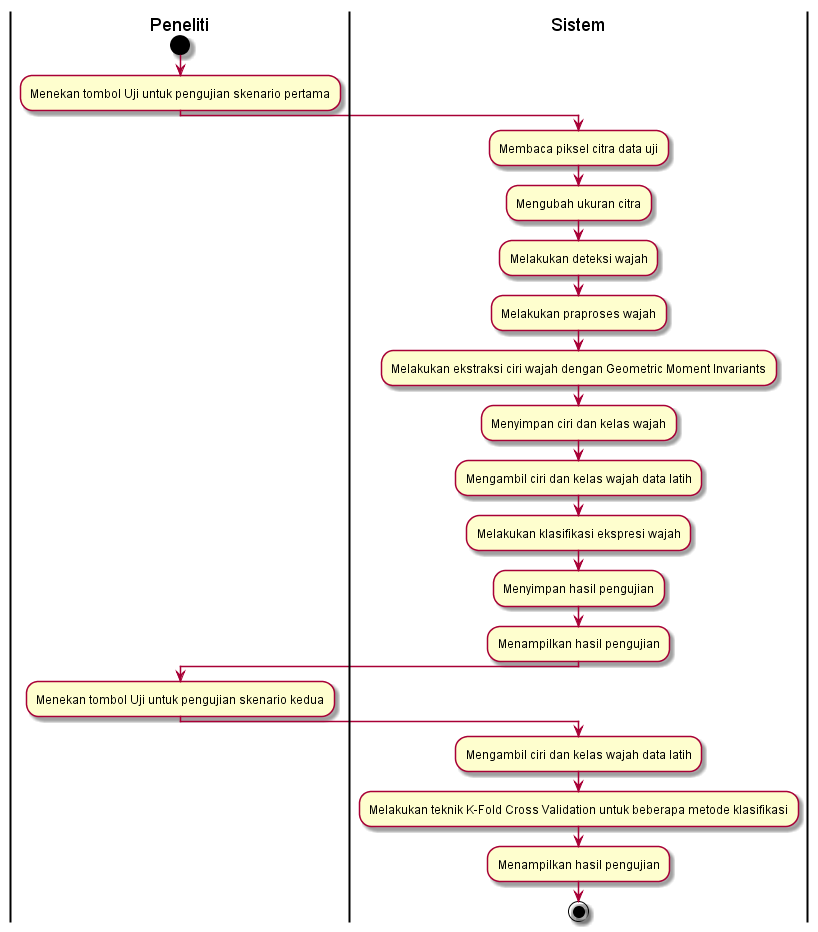 Peneliti
Sistem
Menekan tombol Uji untuk pengujian skenario pertama
Membaca piksel citra data uji
Mengubah ukuran citra
Melakukan deteksi wajah
Melakukan praproses wajah
Melakukan ekstraksi ciri wajah dengan Geometric Moment Invariants
Menyimpan ciri dan kelas wajah
Mengambil ciri dan kelas wajah data latih
Melakukan klasifikasi ekspresi wajah
Menyimpan hasil pengujian
Menampilkan hasil pengujian
Menekan tombol Uji untuk pengujian skenario kedua
Mengambil ciri dan kelas wajah data latih
Melakukan teknik K-Fold Cross Validation untuk beberapa metode klasifikasi
Menampilkan hasil pengujian